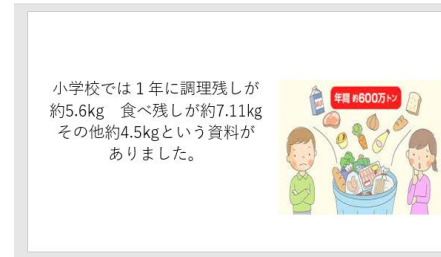 小学校では１年に調理残しが
約5.6kg　食べ残しが約7.11kg
その他約4.5kgという資料が
ありました。
年間 約600万トン